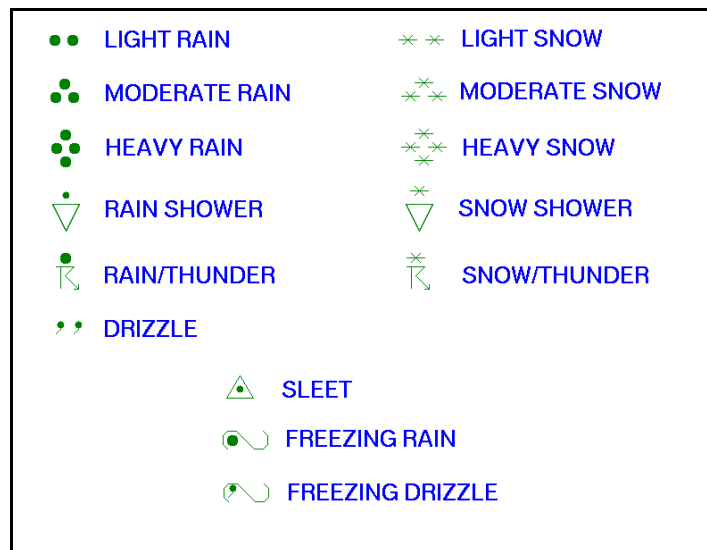 LIGHT RAIN
LIGHT SNOW
MODERATE RAIN
MODERATE SNOW
HEAVY RAIN
HEAVY SNOW
RAIN SHOWER
SNOW SHOWER
RAIN/THUNDER
SNOW/THUNDER
DRIZZLE
SLEET
FREEZING RAIN
FREEZING DRIZZLE